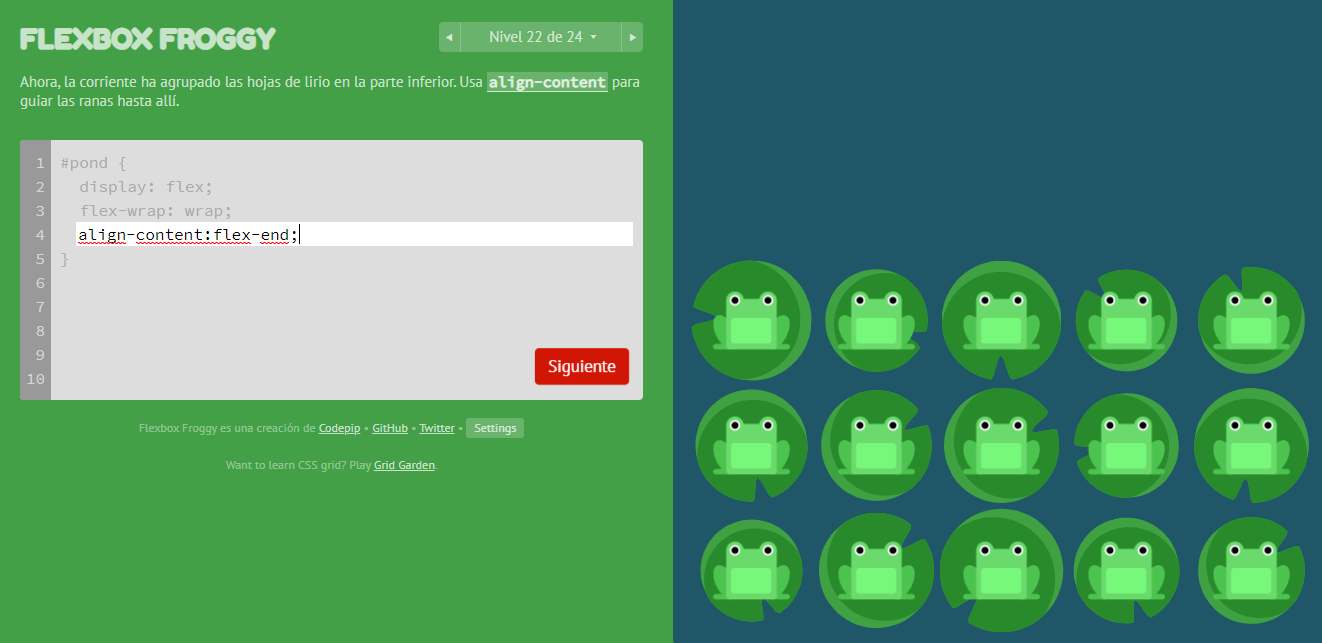 FLEXBOX FROGGY
◀ Nivel 22 de 24 ▾ ▶
Ahora, la corriente ha agrupado las hojas de lirio en la parte inferior. Usa align-content para
guiar las ranas hasta allí.
1 #pond {
2 display: flex;
3 flex-wrap: wrap;
4 align-content:flex-end;
5 }
6
7
8
9
10
Siguiente
Flexbox Froggy es una creación de Codepip • GitHub • Twitter • Settings
Want to learn CSS grid? Play Grid Garden.